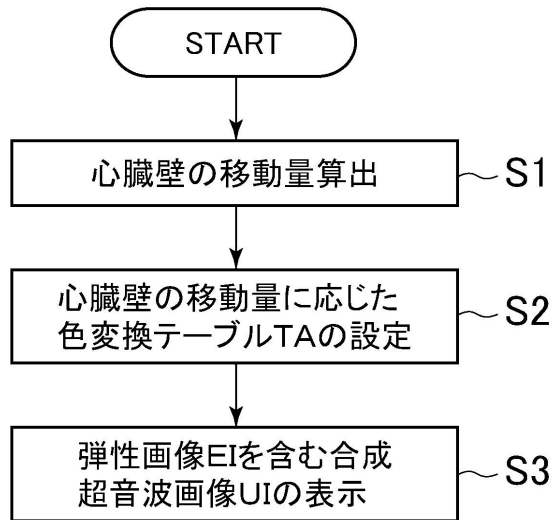 START
心臓壁の移動量算出
S1
心臓壁の移動量に応じた
色変換テーブルTAの設定
S2
弾性画像EIを含む合成
超音波画像UIの表示
S3